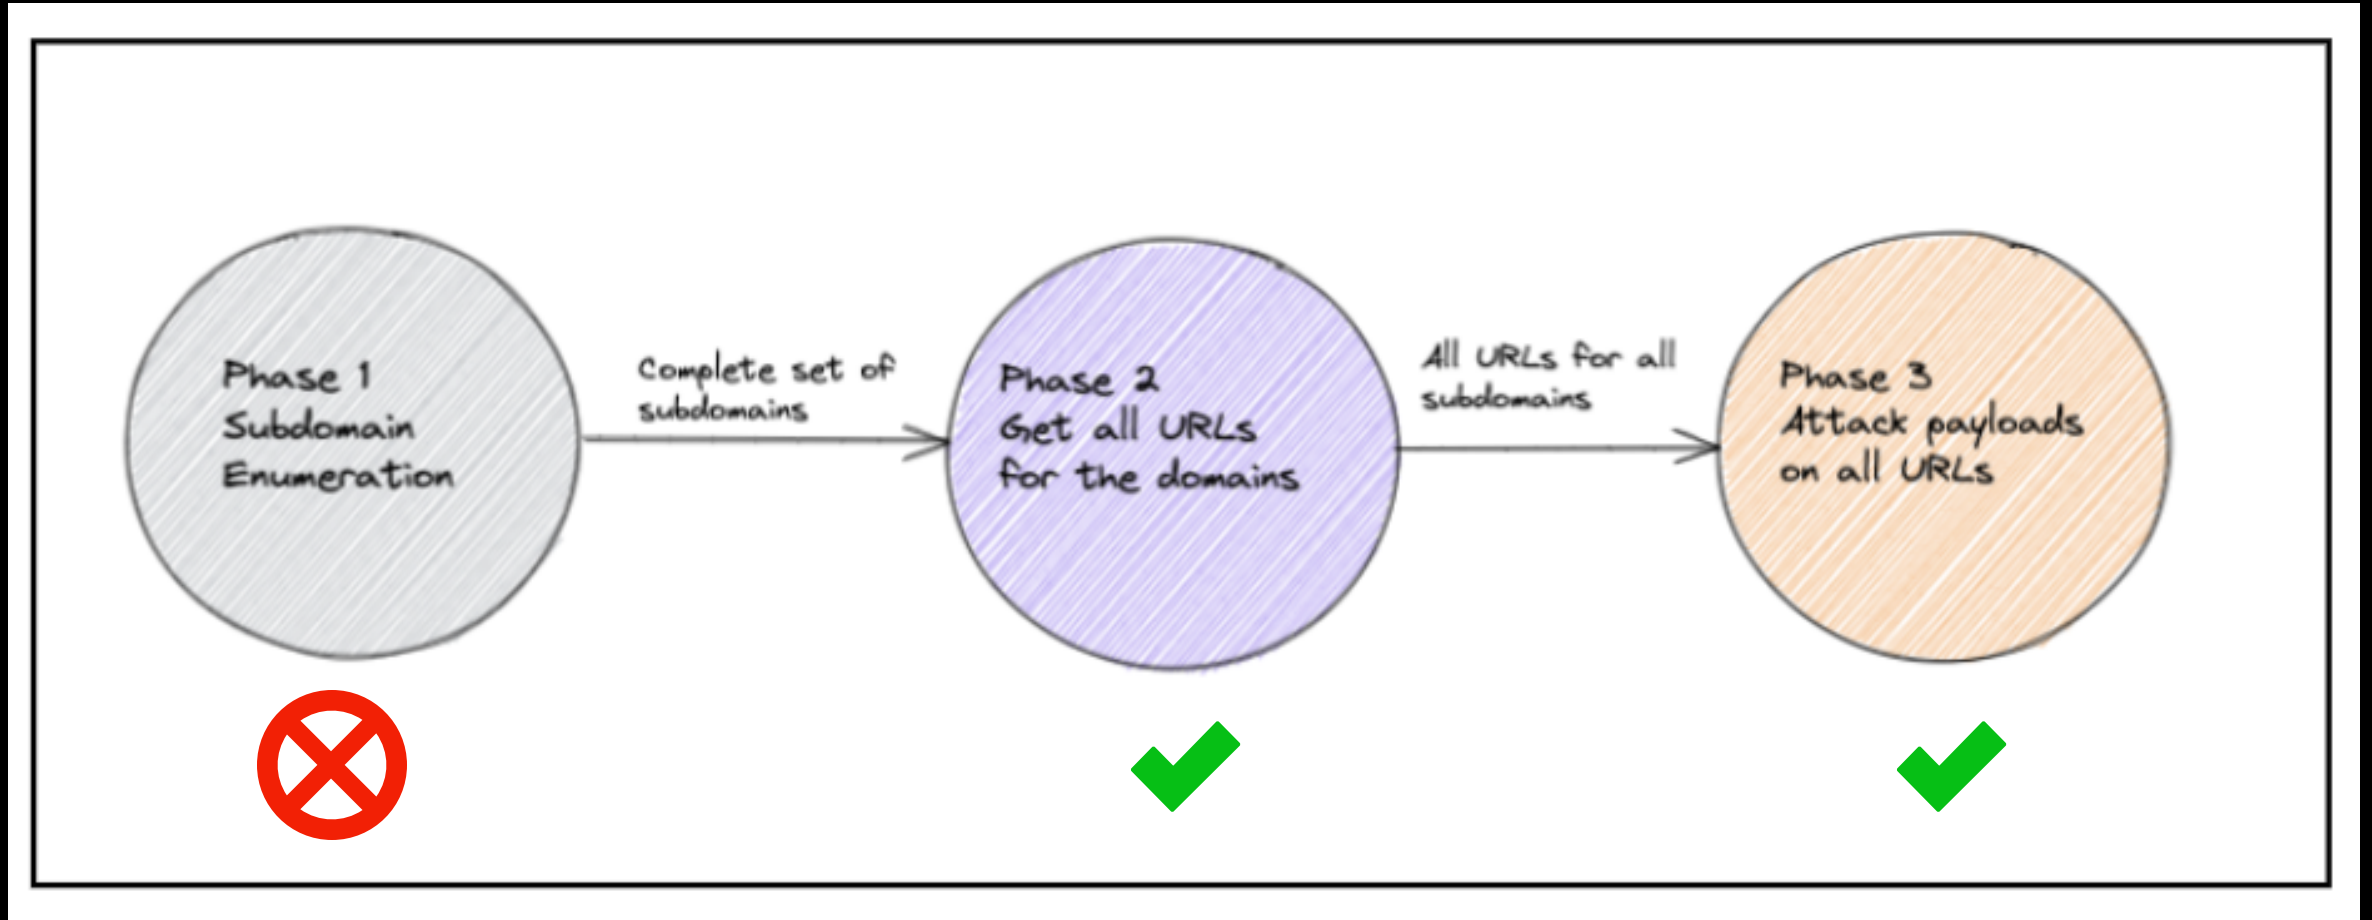 Phase 1
Subdomain
Enumeration
Complete set of
subdomains
Phase 2
Get all URLs
for the domains
All URLs for all
subdomains
Phase 3
Attack payloads
on all URLs